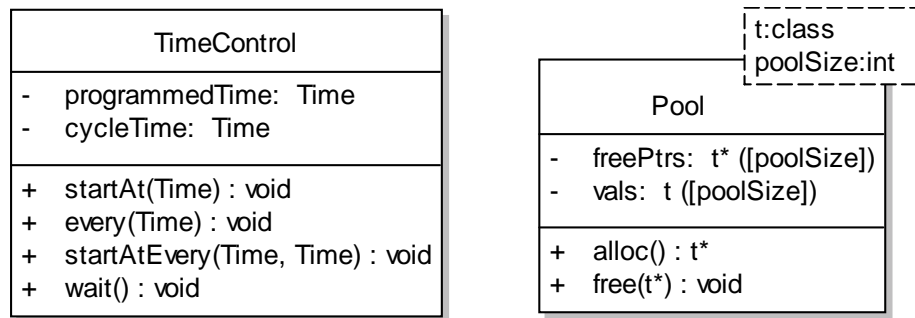 TimeControl
- programmedTime: Time
- cycleTime: Time
+ startAt(Time) : void
+ every(Time) : void
+ startAtEvery(Time, Time) : void
+ wait() : void
t:class
poolSize:int
Pool
- freePtrs: t* ([poolSize])
- vals: t ([poolSize])
+ alloc() : t*
+ free(t*) : void